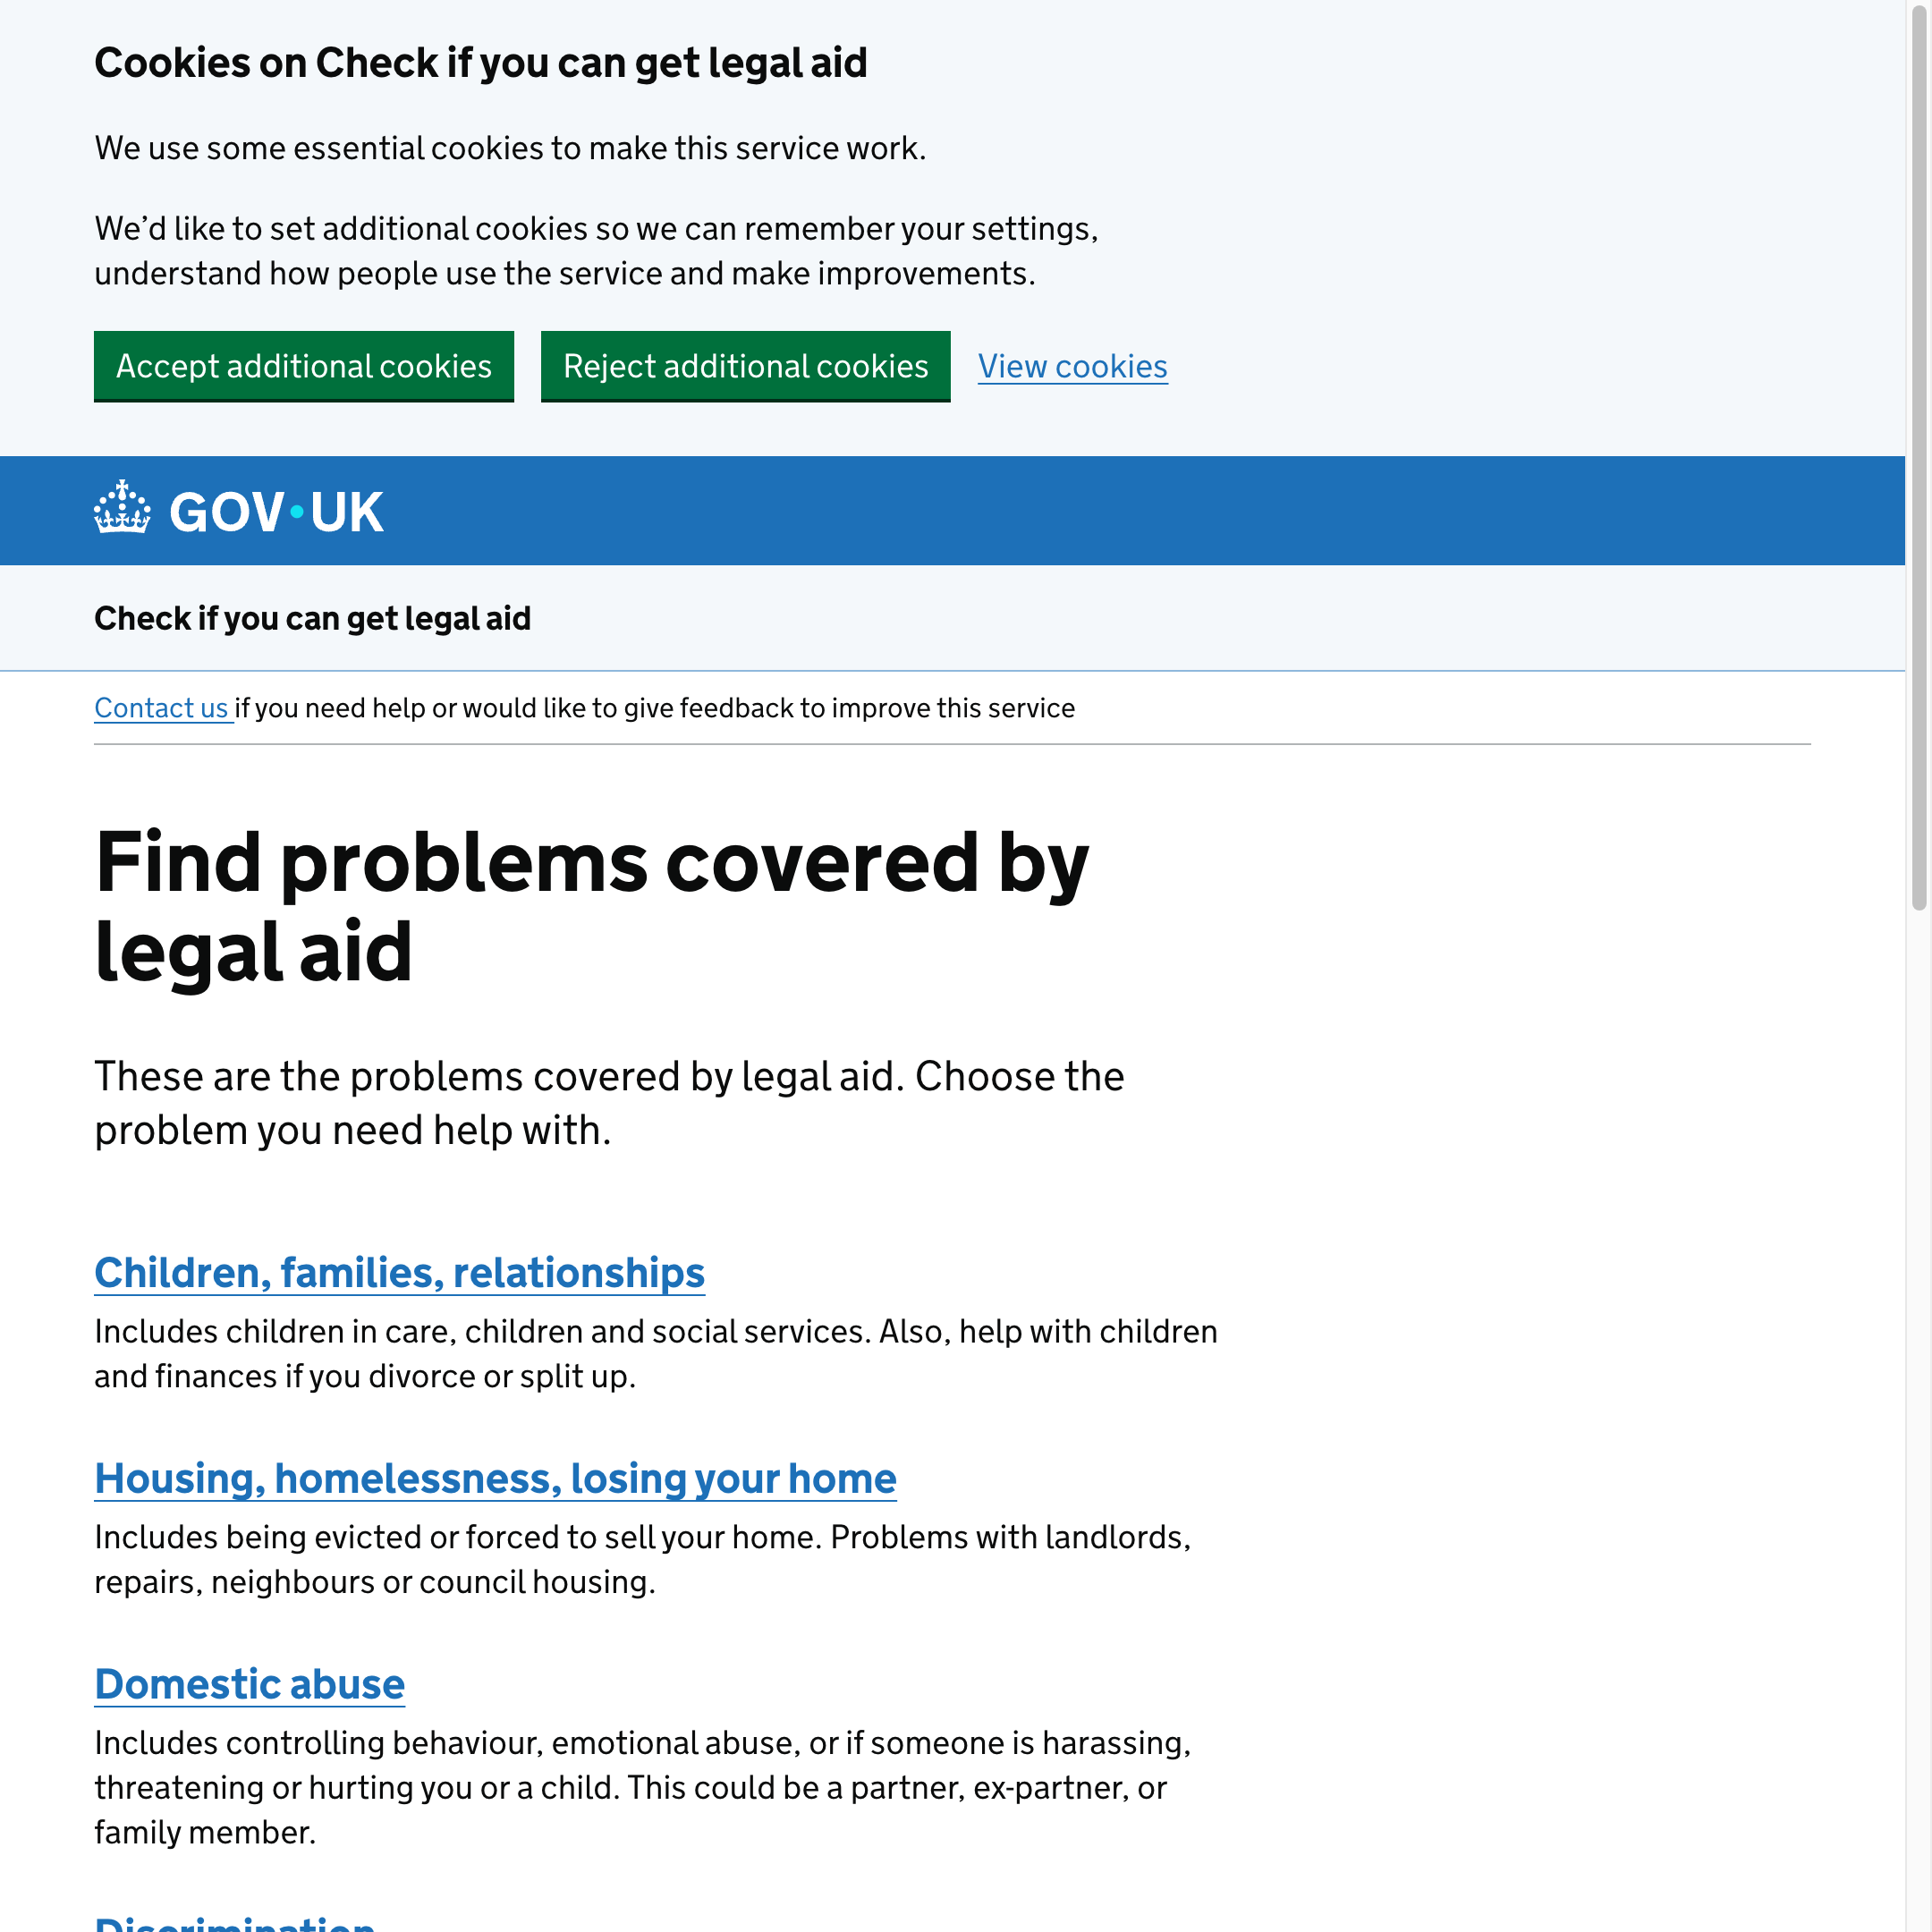 Cookies on Check if you can get legal aid
We use some essential cookies to make this service work.
We’d like to set additional cookies so we can remember your settings,
understand how people use the service and make improvements.
Accept additional cookies
Reject additional cookies
View cookies
GOV·UK
Check if you can get legal aid
Contact us if you need help or would like to give feedback to improve this service
Find problems covered by
legal aid
These are the problems covered by legal aid. Choose the
problem you need help with.
Children, families, relationships
Includes children in care, children and social services. Also, help with children
and finances if you divorce or split up.
Housing, homelessness, losing your home
Includes being evicted or forced to sell your home. Problems with landlords,
repairs, neighbours or council housing.
Domestic abuse
Includes controlling behaviour, emotional abuse, or if someone is harassing,
threatening or hurting you or a child. This could be a partner, ex-partner, or
family member.
Discrimination